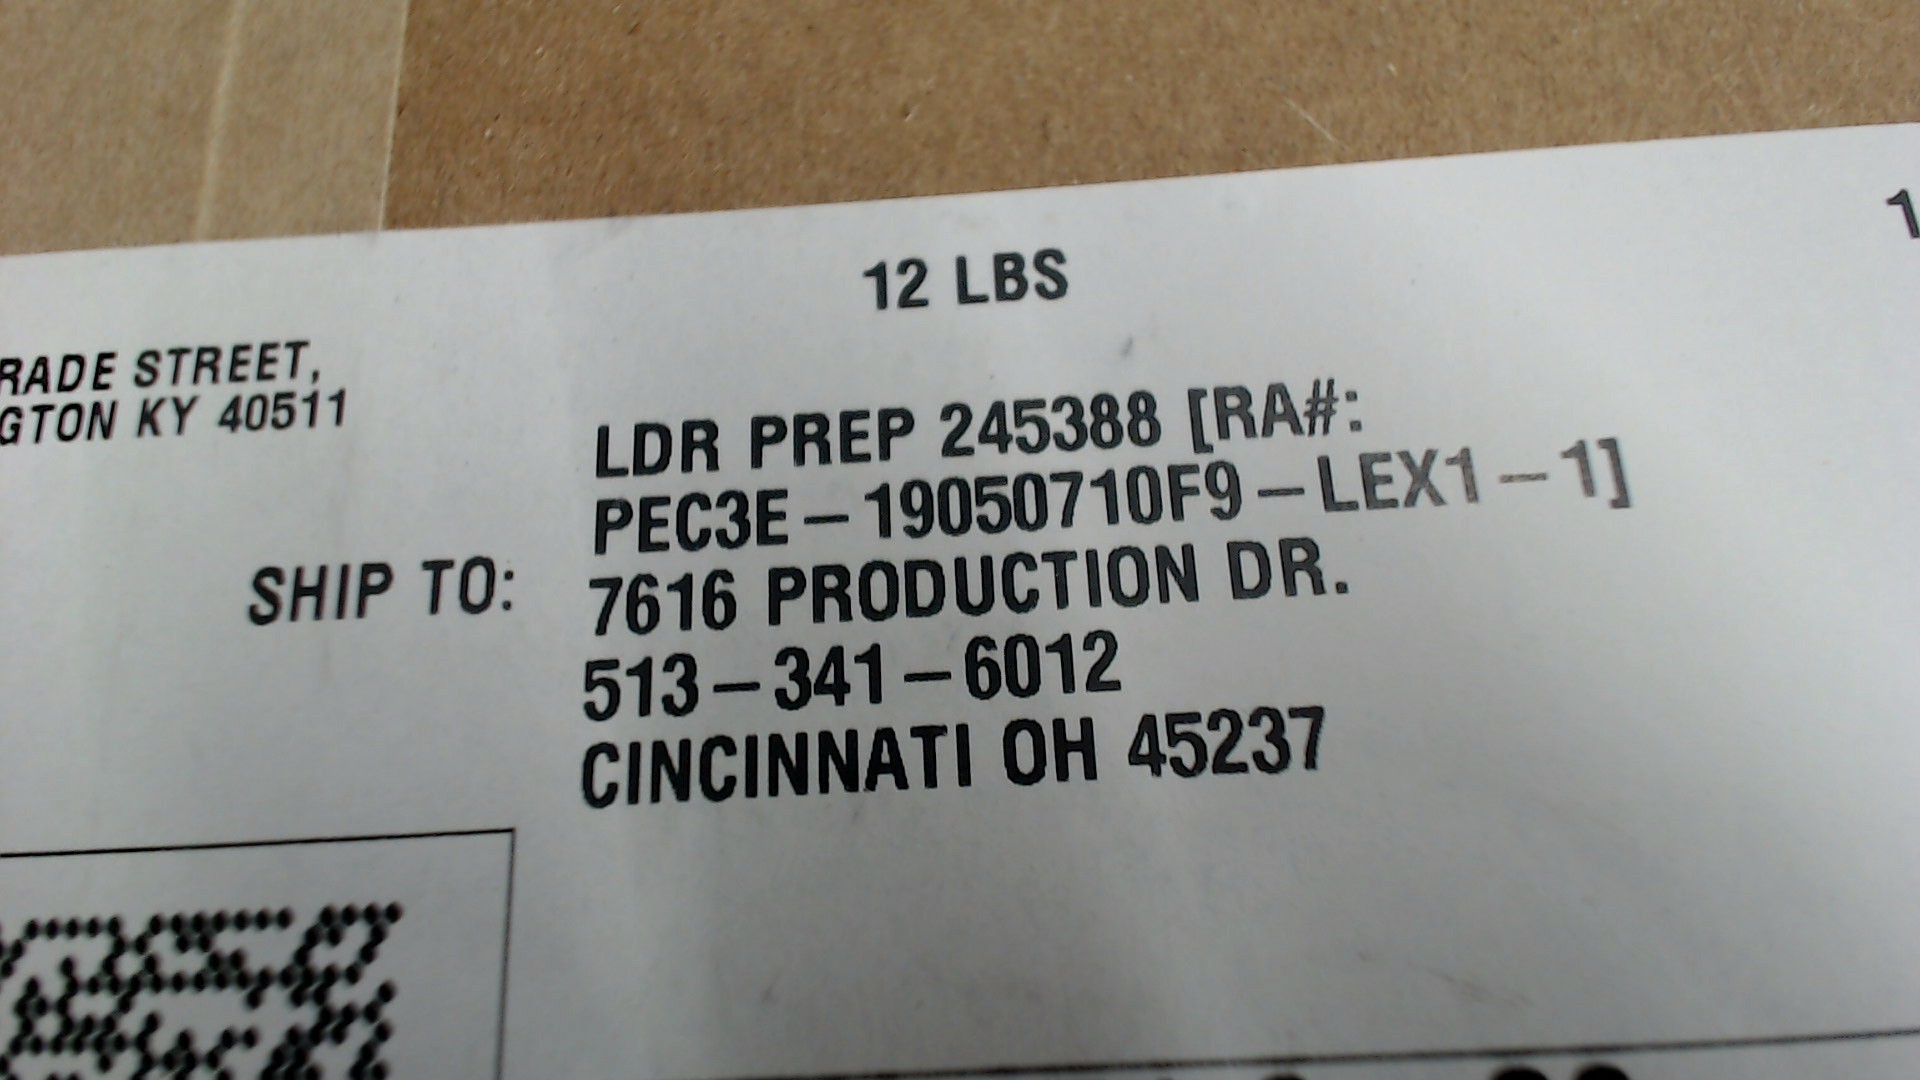 12 LBS
RADE STREET,
GTON KY 40511
LDR PREP 245388 [RA#:
PEC3E-19050710F9-LEX1-1]
SHIP TO: 7616 PRODUCTION DR.
513-341-6012
CINCINNATI OH 45237